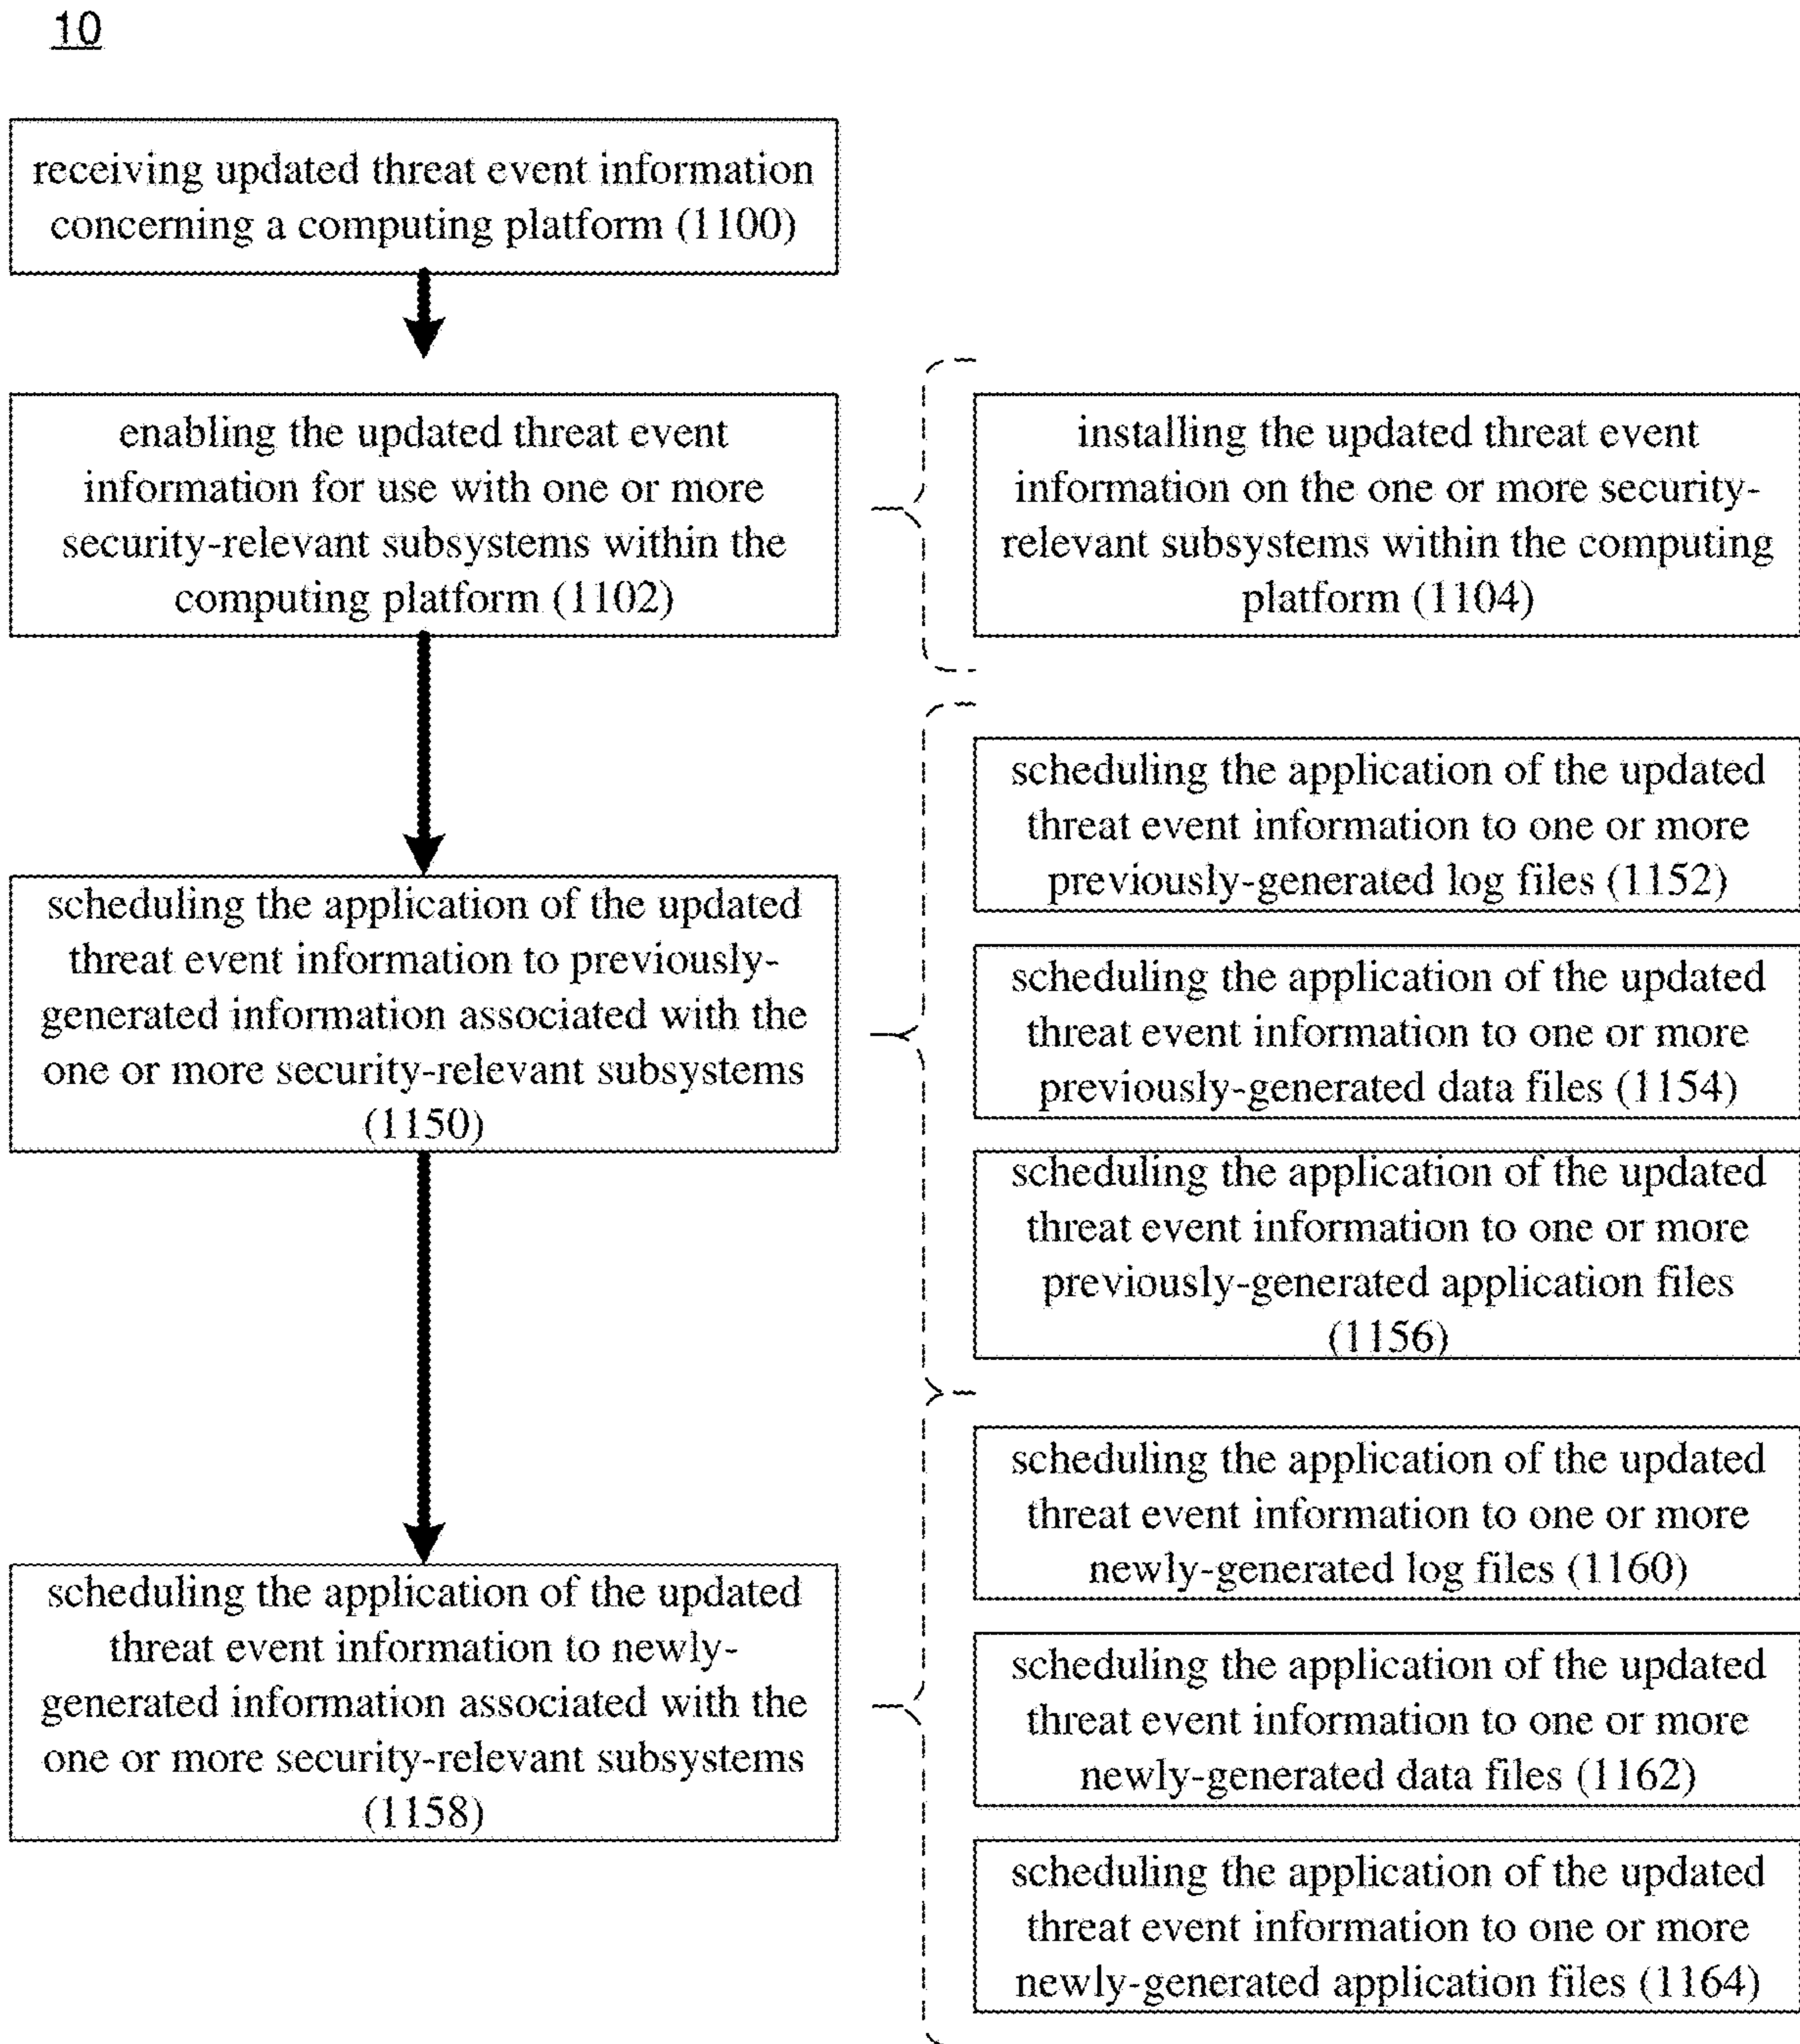 10
receiving updated threat event information
concerning a computing platform (1100)
enabling the updated threat event
information for use with one or more
security-relevant subsystems within the
computing platform (1102)
installing the updated threat event
information on the one or more security-
relevant subsystems within the computing
platform (1104)
scheduling the application of the updated
threat event information to previously-
generated information associated with the
one or more security-relevant subsystems
(1150)
scheduling the application of the updated
threat event information to one or more
previously-generated log files (1152)
scheduling the application of the updated
threat event information to one or more
previously-generated data files (1154)
scheduling the application of the updated
threat event information to one or more
previously-generated application files
(1156)
scheduling the application of the updated
threat event information to newly-
generated information associated with the
one or more security-relevant subsystems
(1158)
scheduling the application of the updated
threat event information to one or more
newly-generated log files (1160)
scheduling the application of the updated
threat event information to one or more
newly-generated data files (1162)
scheduling the application of the updated
threat event information to one or more
newly-generated application files (1164)